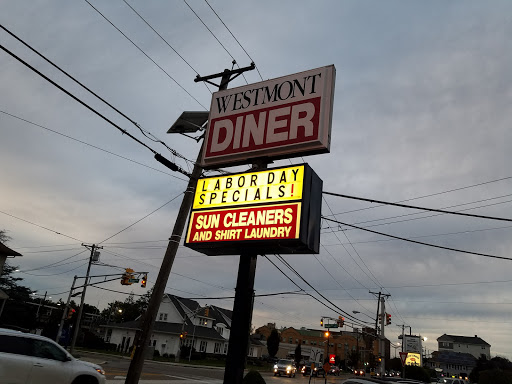 WESTMONT
DINER
LABOR DAY
SPECIALS!
SUN CLEANERS
AND SHIRT LAUNDRY